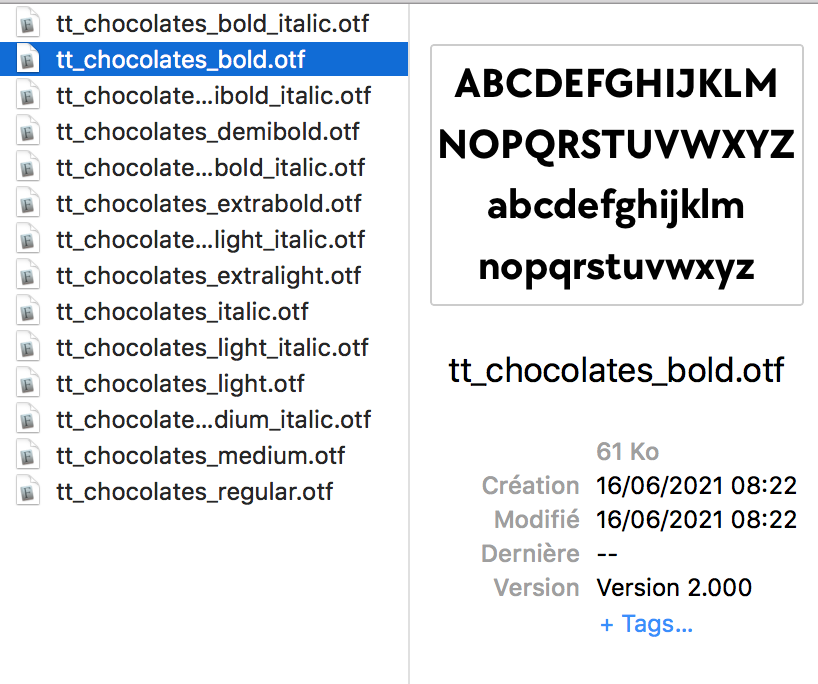 tt_chocolates_bold_italic.otf
tt_chocolates_bold.otf
tt_chocolate...ibold_italic.otf
tt_chocolates_demibold.otf
tt_chocolate...bold_italic.otf
tt_chocolates_extrabold.otf
tt_chocolate...light_italic.otf
tt_chocolates_extralight.otf
tt_chocolates_italic.otf
tt_chocolates_light_italic.otf
tt_chocolates_light.otf
tt_chocolate...dium_italic.otf
tt_chocolates_medium.otf
tt_chocolates_regular.otf
ABCDEFGHIJKLM
NOPQRSTUVWXYZ
abcdefghijklm
nopqrstuvwxyz
tt_chocolates_bold.otf
61 Ko
Création 16/06/2021 08:22
Modifié 16/06/2021 08:22
Dernière --
Version Version 2.000
+ Tags...